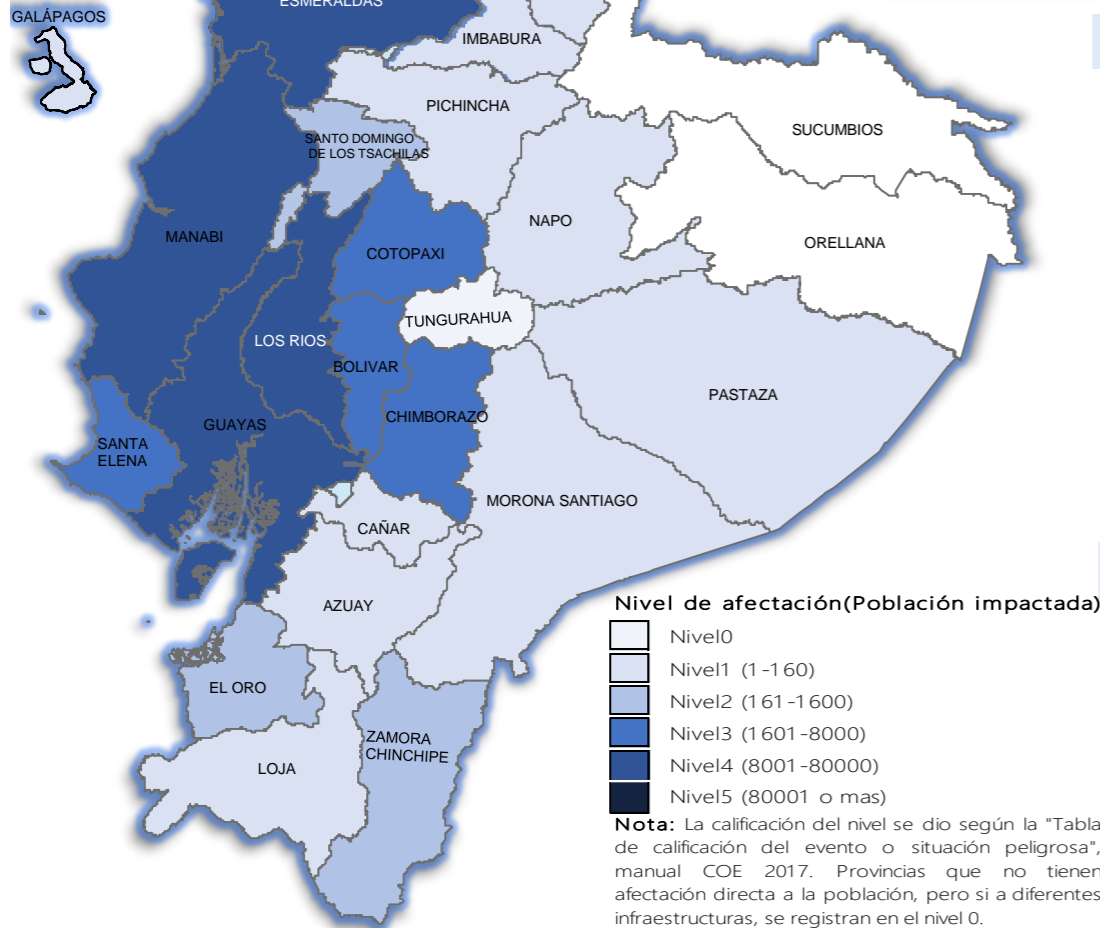 ESMERALDAS
GALÁPAGOS
IMBABURA
PICHINCHA
SUCUMBIOS
SANTO DOMINGO
DE LOS TSACHILAS
NAPO
MANABI
ORELLANA
COTOPAXI
TUNGURAHUA
LOS RIOS
BOLIVAR
PASTAZA
CHIMBORAZO
GUAYAS
SANTA
ELENA
MORONA SANTIAGO
CAÑAR
AZUAY
EL ORO
ZAMORA
CHINCHIPE
LOJA
Nivel de afectación(Población impactada)
Nivel0
Nivel1 (1-160)
Nivel2 (161-1600)
Nivel3 (1601-8000)
Nivel4 (8001-80000)
Nivel5 (80001 o mas)
Nota: La calificación del nivel se dio según la "Tabla
de calificación del evento o situación peligrosa",
manual COE 2017. Provincias que no tienen
afectación directa a la población, pero si a diferentes
infraestructuras, se registran en el nivel 0.